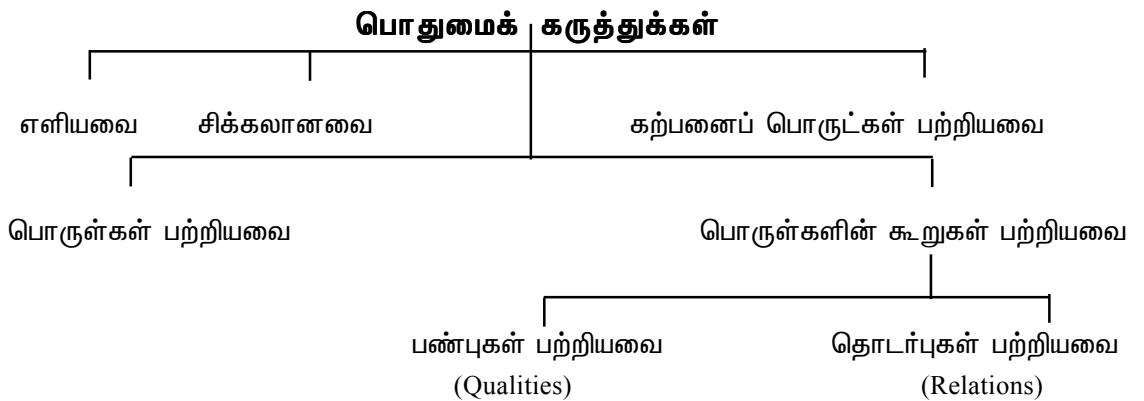 பொதுமைக் கருத்துக்கள்
எளியவை சிக்கலானவை கற்பனைப் பொருட்கள் பற்றியவை
பொருள்கள் பற்றியவை பொருள்களின் கூறுகள் பற்றியவை
பண்புகள் பற்றியவை தொடர்புகள் பற்றியவை
(Qualities) (Relations)